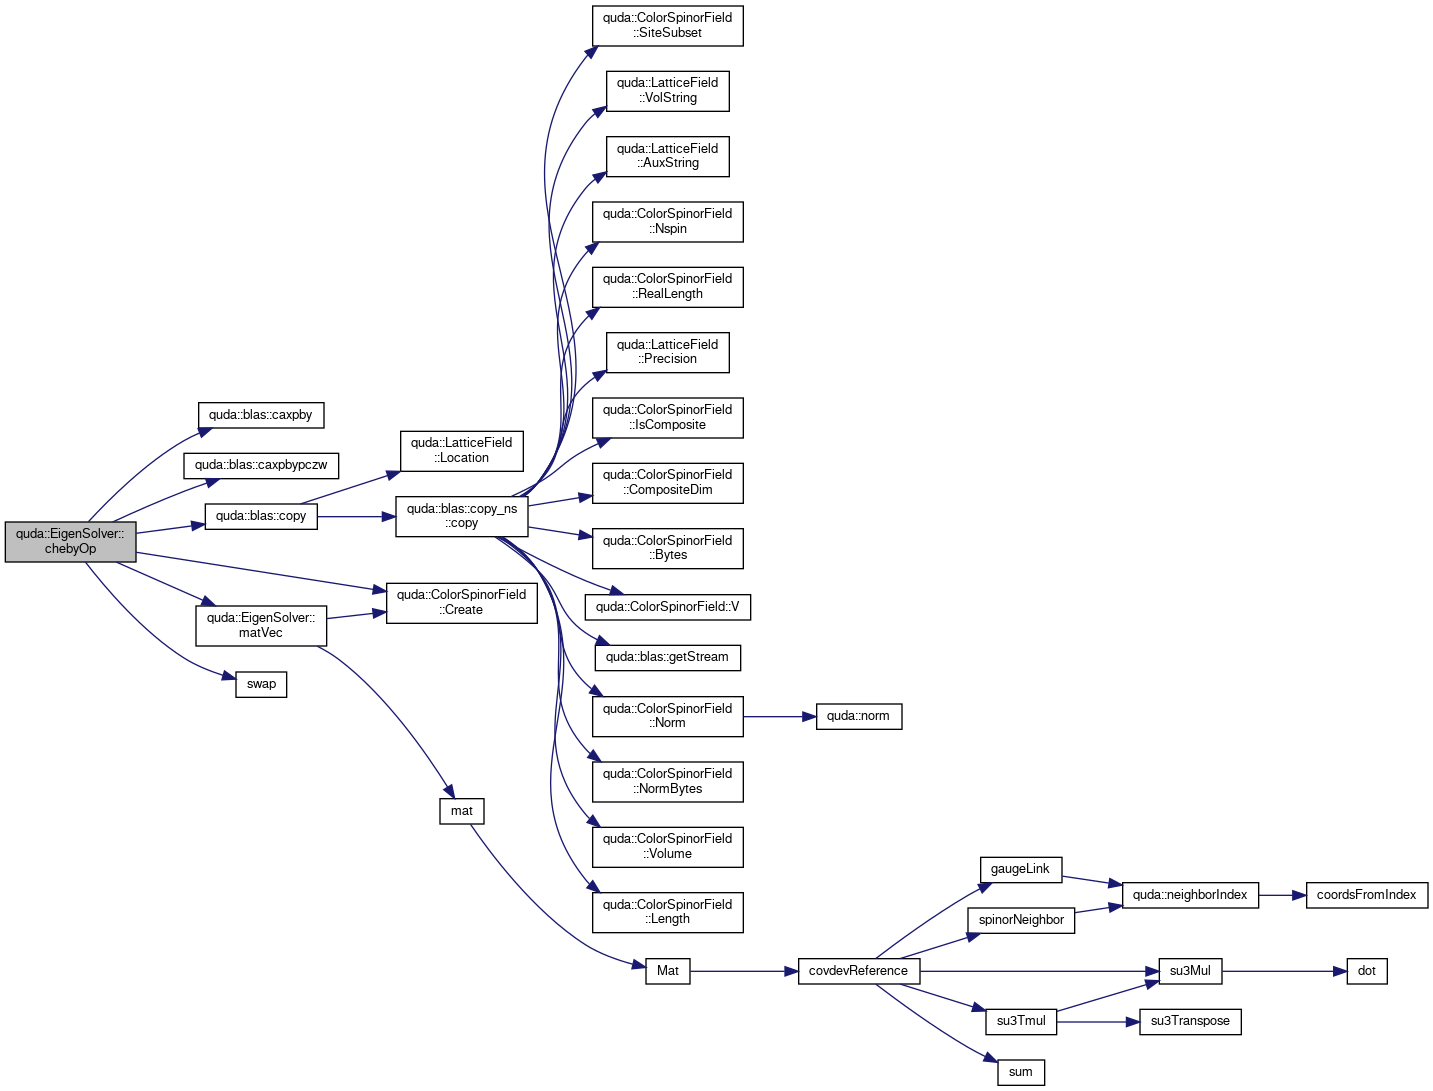 quda::EigenSolver::
chebyOp
quda::blas::caxpby
quda::blas::caxpbypczw
quda::blas::copy
quda::LatticeField
::Location
quda::blas::copy_ns
::copy
quda::ColorSpinorField
::SiteSubset
quda::LatticeField
::VolString
quda::LatticeField
::AuxString
quda::ColorSpinorField
::Nspin
quda::ColorSpinorField
::RealLength
quda::LatticeField
::Precision
quda::ColorSpinorField
::IsComposite
quda::ColorSpinorField
::CompositeDim
quda::ColorSpinorField
::Bytes
quda::ColorSpinorField::V
quda::blas::getStream
quda::ColorSpinorField
::Norm
quda::norm
quda::ColorSpinorField
::NormBytes
quda::ColorSpinorField
::Volume
quda::ColorSpinorField
::Length
quda::ColorSpinorField
::Create
quda::EigenSolver::
matVec
swap
mat
Mat
covdevReference
gaugeLink
spinorNeighbor
quda::neighborIndex
coordsFromIndex
su3Mul
dot
su3Tmul
su3Transpose
sum